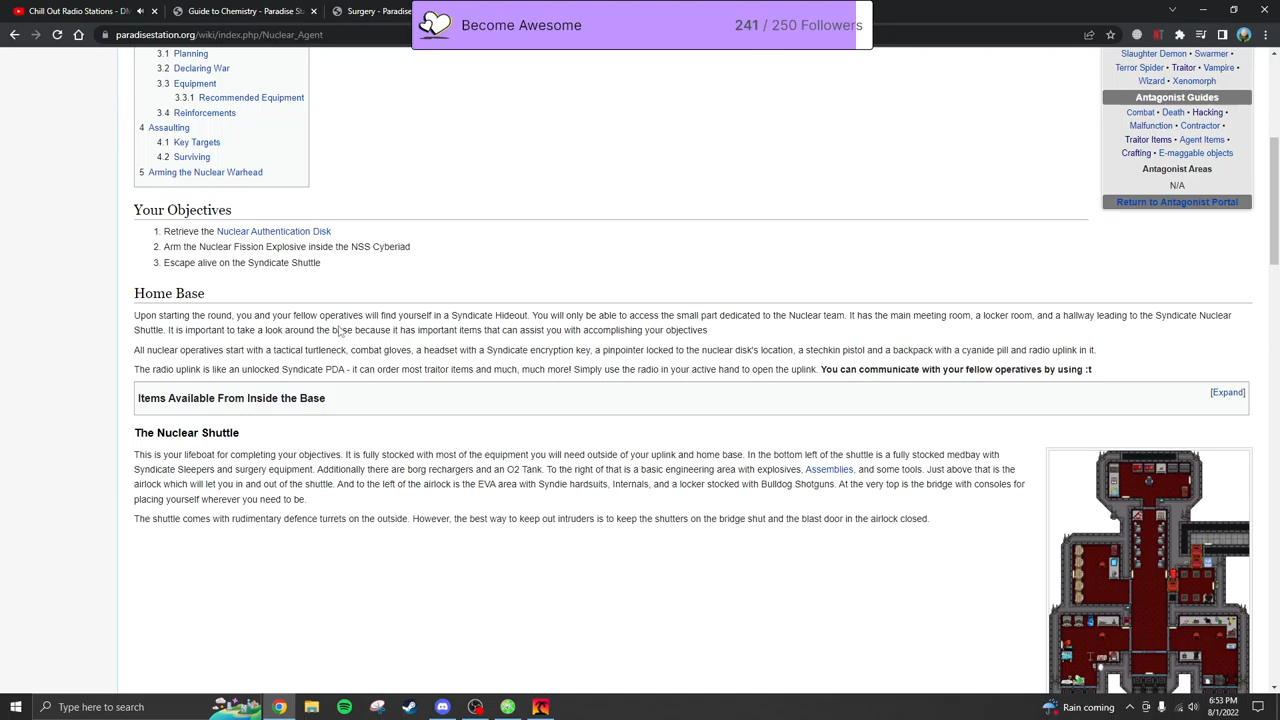 Chill Out Radio Stations - D
Guide to Chemistry - Paradise S
Surgery - Paradise S
Become Awesome
241 / 250 Followers
paradisestation.org/wiki/index.php/Nuclear_Agent
3.1 Planning
3.2 Declaring War
3.3 Equipment
3.3.1 Recommended Equipment
3.4 Reinforcements
4 Assaulting
4.1 Key Targets
4.2 Surviving
5 Arming the Nuclear Warhead
Slaughter Demon • Swarmer •
Terror Spider • Traitor • Vampire •
Wizard • Xenomorph
Antagonist Guides
Combat • Death • Hacking •
Malfunction • Contractor •
Traitor Items • Agent Items •
Crafting • E-maggable objects
Antagonist Areas
N/A
Return to Antagonist Portal
Your Objectives
1. Retrieve the Nuclear Authentication Disk
2. Arm the Nuclear Fission Explosive inside the NSS Cyberiad
3. Escape alive on the Syndicate Shuttle
Home Base
Upon starting the round, you and your fellow operatives will find yourself in a Syndicate Hideout. You will only be able to access the small part dedicated to the Nuclear team. It has the main meeting room, a locker room, and a hallway leading to the Syndicate Nuclear
Shuttle. It is important to take a look around the base because it has important items that can assist you with accomplishing your objectives
All nuclear operatives start with a tactical turtleneck, combat gloves, a headset with a Syndicate encryption key, a pinpointer locked to the nuclear disk's location, a stechkin pistol and a backpack with a cyanide pill and radio uplink in it.
The radio uplink is like an unlocked Syndicate PDA - it can order most traitor items and much, much more! Simply use the radio in your active hand to open the uplink. You can communicate with your fellow operatives by using :t
Items Available From Inside the Base
[Expand]
The Nuclear Shuttle
This is your lifeboat for completing your objectives. It is fully stocked with most of the equipment you will need outside of your uplink and home base. In the bottom left of the shuttle is a fully stocked medbay with
Syndicate Sleepers and surgery equipment. Additionally there are borg rechargers and an O2 Tank. To the right of that is a basic engineering area with explosives, Assemblies, and some tools. Just above that is the
airlock which will let you in and out of the shuttle. And to the left of the airlock is the EVA area with Syndie hardsuits, Internals, and a locker stocked with Bulldog Shotguns. At the very top is the bridge with consoles for
placing yourself wherever you need to be.
The shuttle comes with rudimentary defence turrets on the outside. However, the best way to keep out intruders is to keep the shutters on the bridge shut and the blast door in the airlock closed.
Type here to search
Rain coming
6:53 PM
8/1/2022